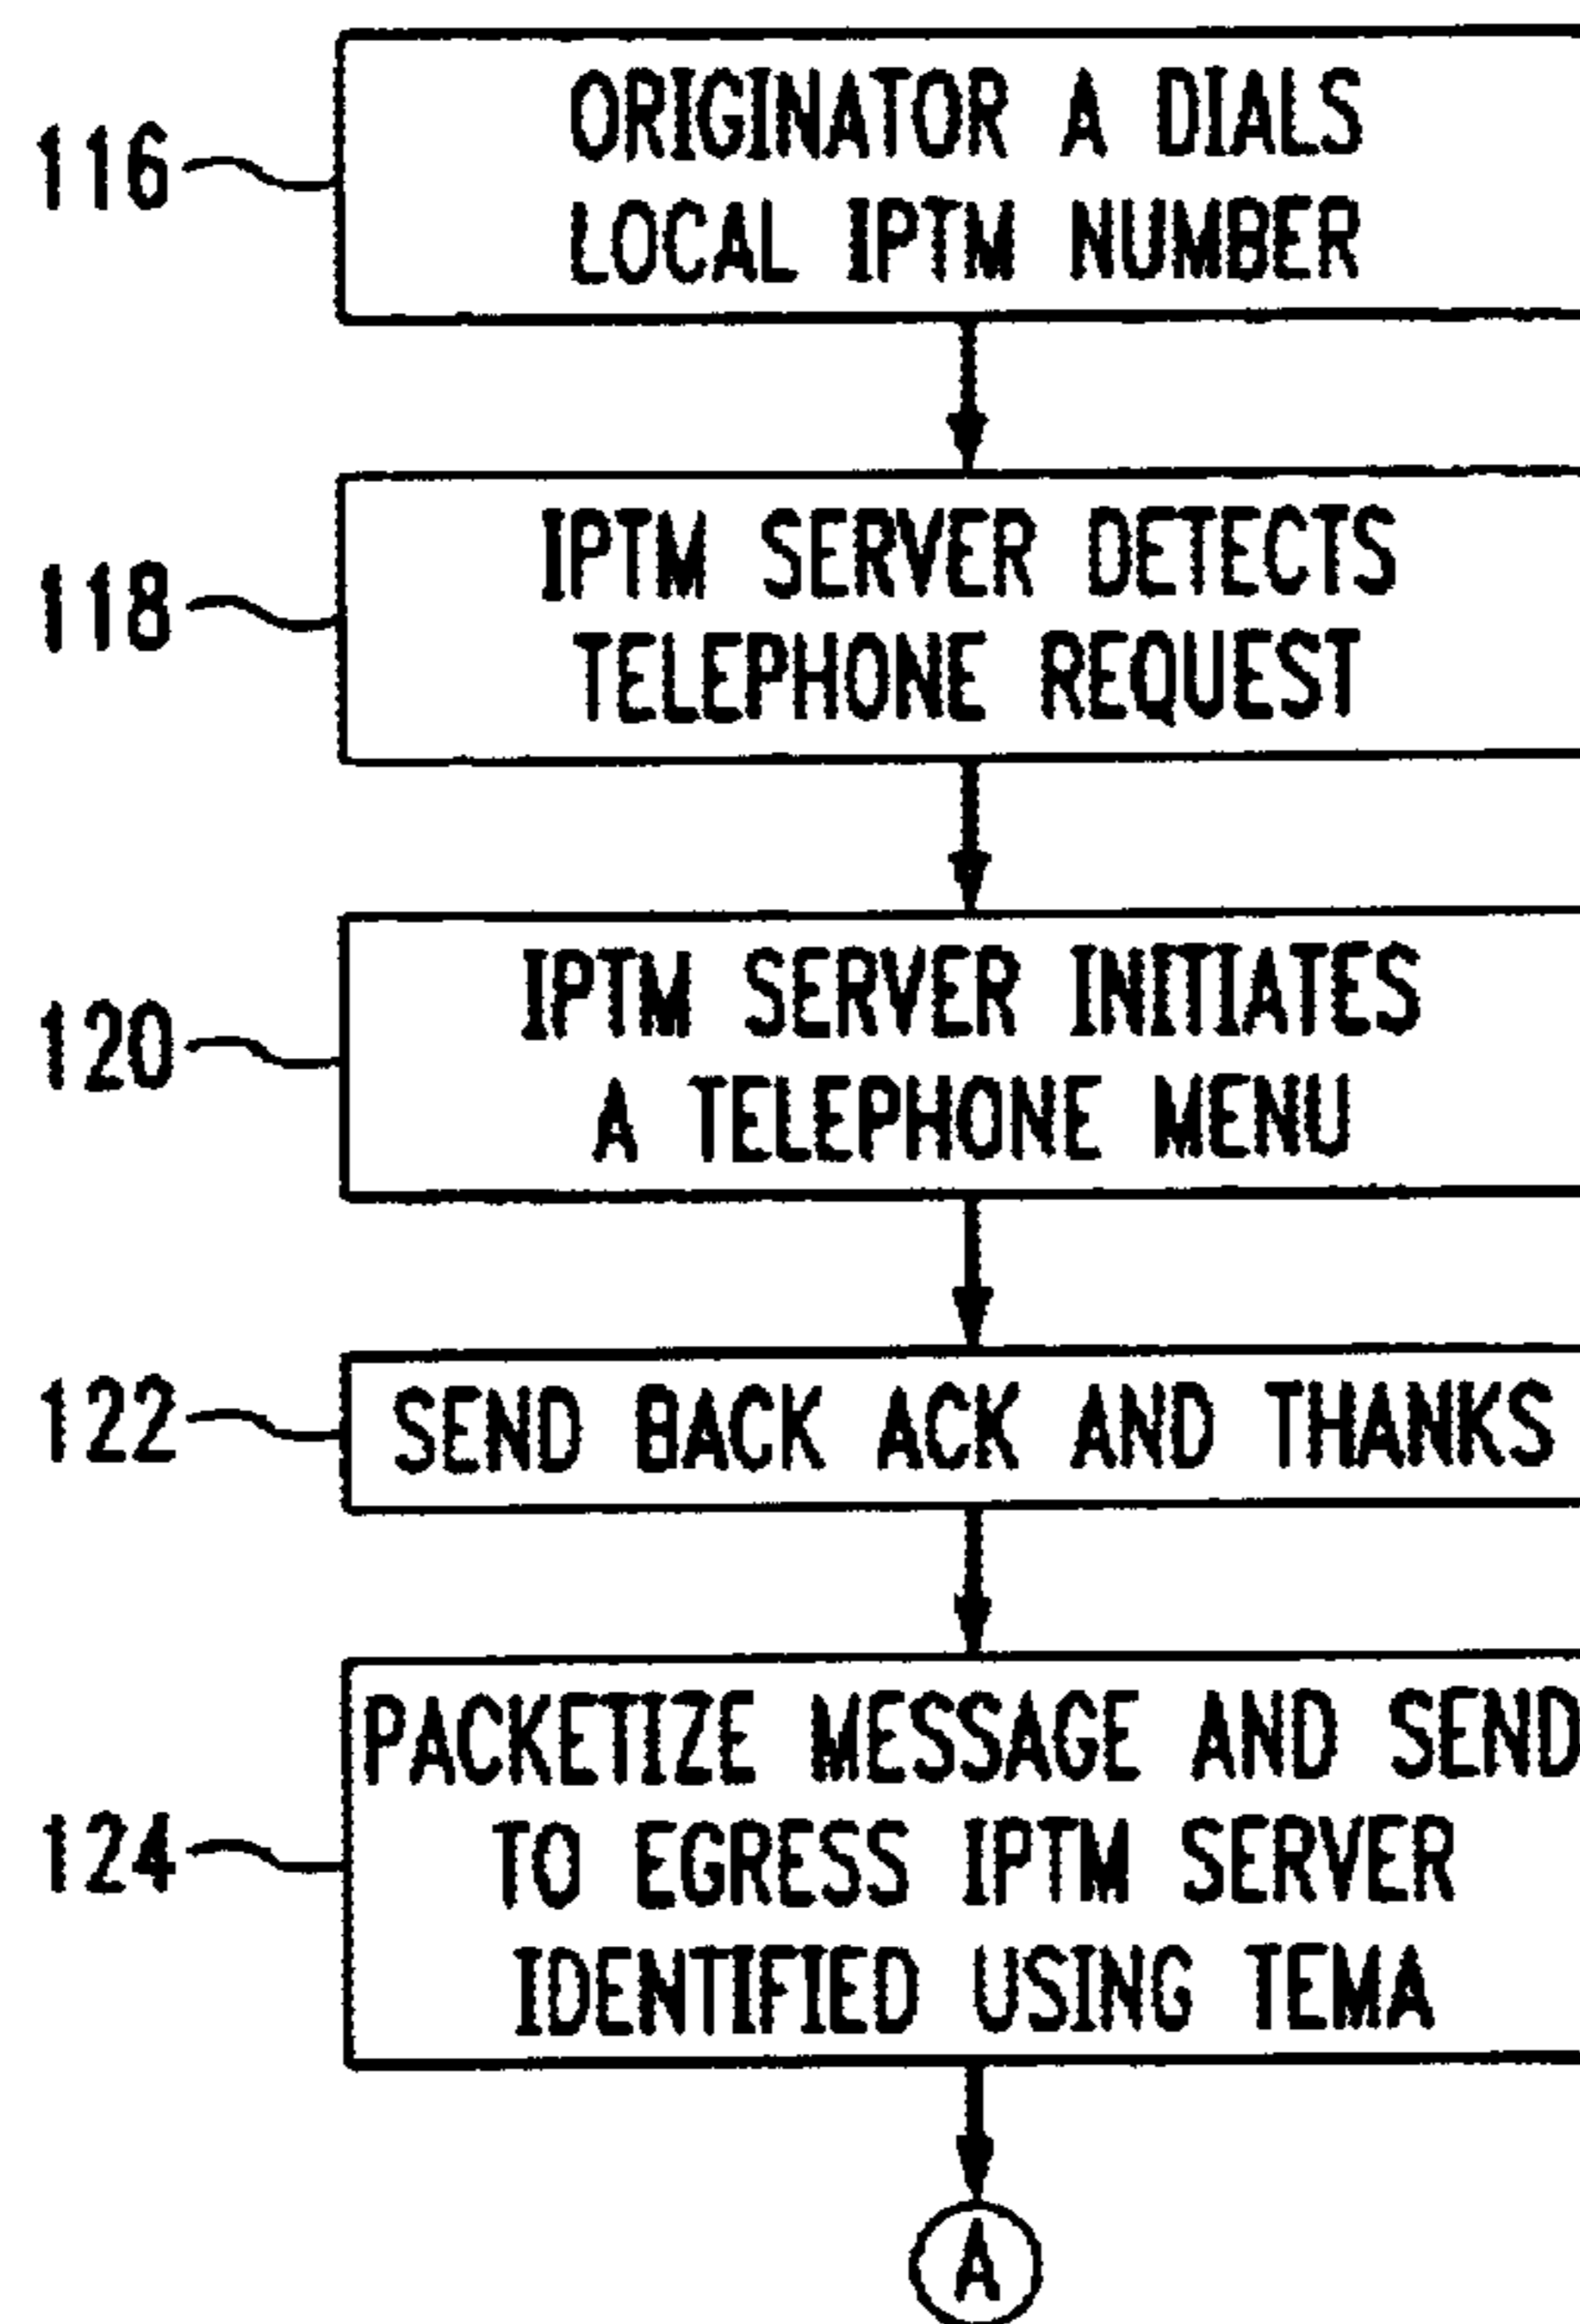 116
ORIGINATOR A DIALS
LOCAL IPTM NUMBER
118
IPTM SERVER DETECTS
TELEPHONE REQUEST
120
IPTM SERVER INITIATES
A TELEPHONE MENU
122
SEND BACK ACK AND THANKS
124
PACKETIZE MESSAGE AND SEND
TO EGRESS IPTM SERVER
IDENTIFIED USING TEMA
A